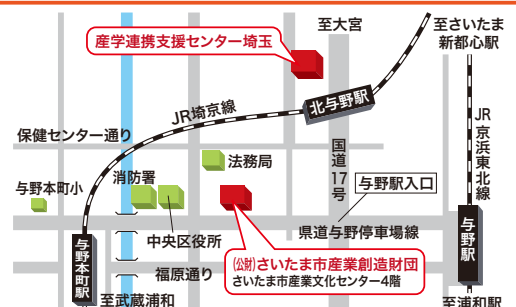 至大宮
至さいたま
新都心駅
産学連携支援センター埼玉
北与野駅
JR埼京線
JR京浜東北線
保健センター通り
法務局
国道17号
与野本町小
消防署
与野駅入口
中央区役所
県道与野停車場線
与野駅
与野本町駅
(公財)さいたま市産業創造財団
さいたま市産業文化センター4階
福原通り
至武蔵浦和
至浦和駅